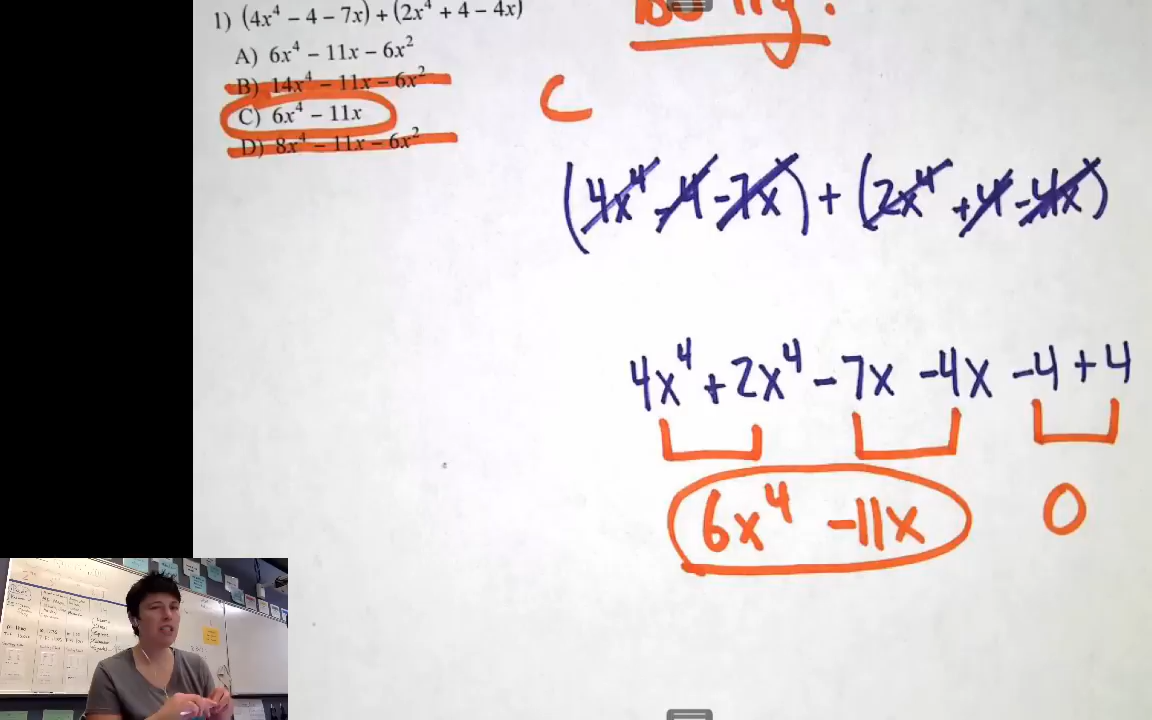 1) (4x⁴ − 4 − 7x) + (2x⁴ + 4 − 4x)
A) 6x⁴ − 11x − 6x²
B) 14x⁴ − 11x − 6x²
C) 6x⁴ − 11x
D) 8x⁴ − 11x − 6x²
C
(4x⁴ - 4 - 7x) + (2x⁴ + 4 - 4x)
4x⁴ + 2x⁴ - 7x - 4x - 4 + 4
6x⁴ - 11x 0